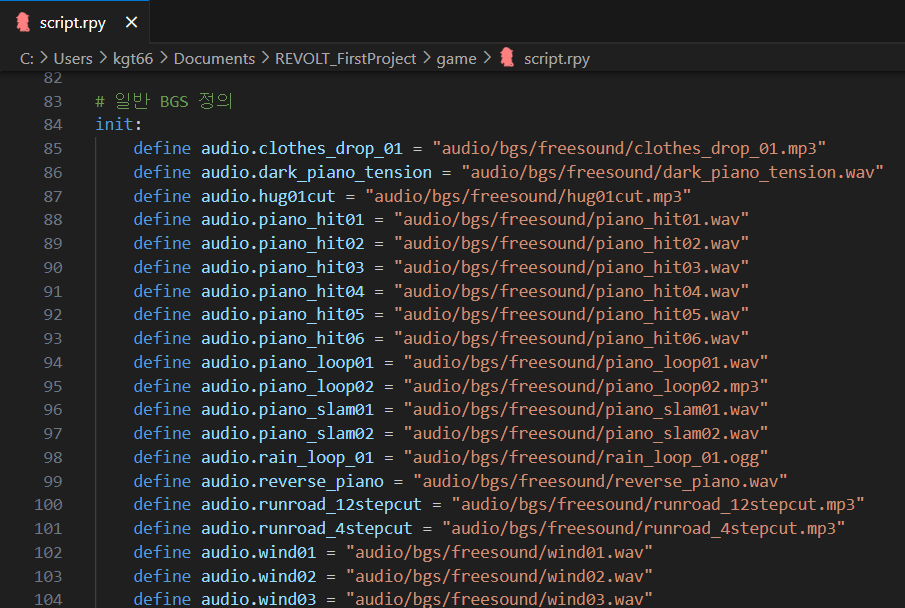 script.rpy
C: > Users > kgt66 > Documents > REVOLT_FirstProject > game > script.rpy
82
83 # 일반 BGS 정의
84 init:
85 define audio.clothes_drop_01 = "audio/bgs/freesound/clothes_drop_01.mp3"
86 define audio.dark_piano_tension = "audio/bgs/freesound/dark_piano_tension.wav"
87 define audio.hug01cut = "audio/bgs/freesound/hug01cut.mp3"
88 define audio.piano_hit01 = "audio/bgs/freesound/piano_hit01.wav"
89 define audio.piano_hit02 = "audio/bgs/freesound/piano_hit02.wav"
90 define audio.piano_hit03 = "audio/bgs/freesound/piano_hit03.wav"
91 define audio.piano_hit04 = "audio/bgs/freesound/piano_hit04.wav"
92 define audio.piano_hit05 = "audio/bgs/freesound/piano_hit05.wav"
93 define audio.piano_hit06 = "audio/bgs/freesound/piano_hit06.wav"
94 define audio.piano_loop01 = "audio/bgs/freesound/piano_loop01.wav"
95 define audio.piano_loop02 = "audio/bgs/freesound/piano_loop02.mp3"
96 define audio.piano_slam01 = "audio/bgs/freesound/piano_slam01.wav"
97 define audio.piano_slam02 = "audio/bgs/freesound/piano_slam02.wav"
98 define audio.rain_loop_01 = "audio/bgs/freesound/rain_loop_01.ogg"
99 define audio.reverse_piano = "audio/bgs/freesound/reverse_piano.wav"
100 define audio.runroad_12stepcut = "audio/bgs/freesound/runroad_12stepcut.mp3"
101 define audio.runroad_4stepcut = "audio/bgs/freesound/runroad_4stepcut.mp3"
102 define audio.wind01 = "audio/bgs/freesound/wind01.wav"
103 define audio.wind02 = "audio/bgs/freesound/wind02.wav"
104 define audio.wind03 = "audio/bgs/freesound/wind03.wav"